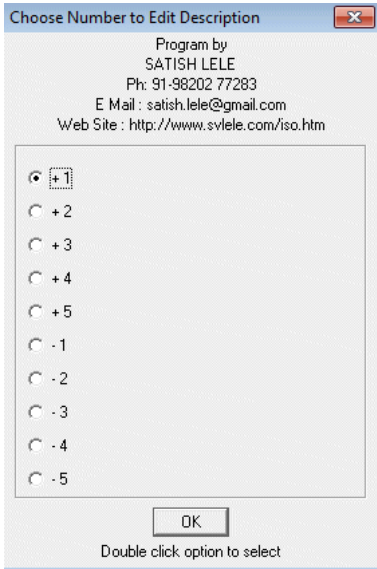 Choose Number to Edit Description
Program by
SATISH LELE
Ph: 91-98202 77283
E Mail : satish.lele@gmail.com
Web Site : http://www.svlele.com/iso.htm
+ 1
+ 2
+ 3
+ 4
+ 5
- 1
- 2
- 3
- 4
- 5
OK
Double click option to select